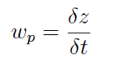 w_p = \frac{\delta z}{\delta t}